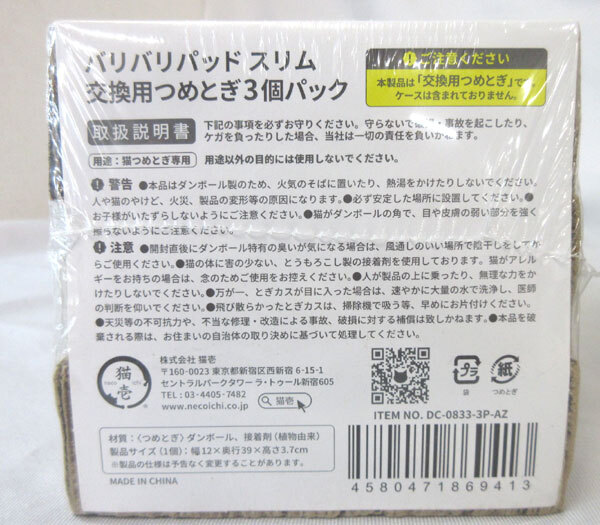 バリバリパッド スリム
交換用つめとぎ3個パック
ご注意ください
本製品は「交換用つめとぎ」です
ケースは含まれておりません。
取扱説明書
下記の事項を必ずお守りください。守らないで破損・事故を起こしたり、
ケガを負ったりした場合、当社は一切の責任を負いかねます。
用途：猫つめとぎ専用 用途以外の目的には使用しないでください。
警告 ●本品はダンボール製のため、火気のそばに置いたり、熱湯をかけたりしないでください。
人や猫のやけど、火災、製品の変形等の原因になります。●必ず安定した場所に設置してください。●
お子様がいたずらしないようにご注意ください。●猫がダンボールの角で、目や皮膚の弱い部分を強く
擦らないようにご注意ください。
注意 ●開封直後にダンボール特有の臭いが気になる場合は、風通しのいい場所で陰干しをしてか
らご使用ください。●猫の体に害の少ない、とうもろこし製の接着剤を使用しております。猫がアレル
ギーをお持ちの場合は、念のためご使用をお控えください。●人が製品の上に乗ったり、無理な力をか
けたりしないでください。●万が一、とぎカスが目に入った場合は、速やかに大量の水で洗浄し、医師
の判断を仰いでください。●飛び散らかったとぎカスは、掃除機で吸う等、早めにお片付けください。
●天災等の不可抗力や、不当な修理・改造による事故、破損に対する補償は致しかねます。●本品を破
棄される際は、お住まいの自治体の取り決めに基づいて処理してください。
猫壱
neco ichi
株式会社 猫壱
〒160-0023 東京都新宿区西新宿 6-15-1
セントラルパークタワー ラ・トゥール新宿605
TEL : 03-4405-7482
www.necoichi.co.jp
猫壱
プラ
袋
紙
つめとぎ
ITEM NO. DC-0833-3P-AZ
材質：〈つめとぎ〉ダンボール、接着剤（植物由来）
製品サイズ（1個）：幅12×奥行39×高さ3.7cm
※製品の仕様は予告なく変更することがあります。
MADE IN CHINA
4580471869413